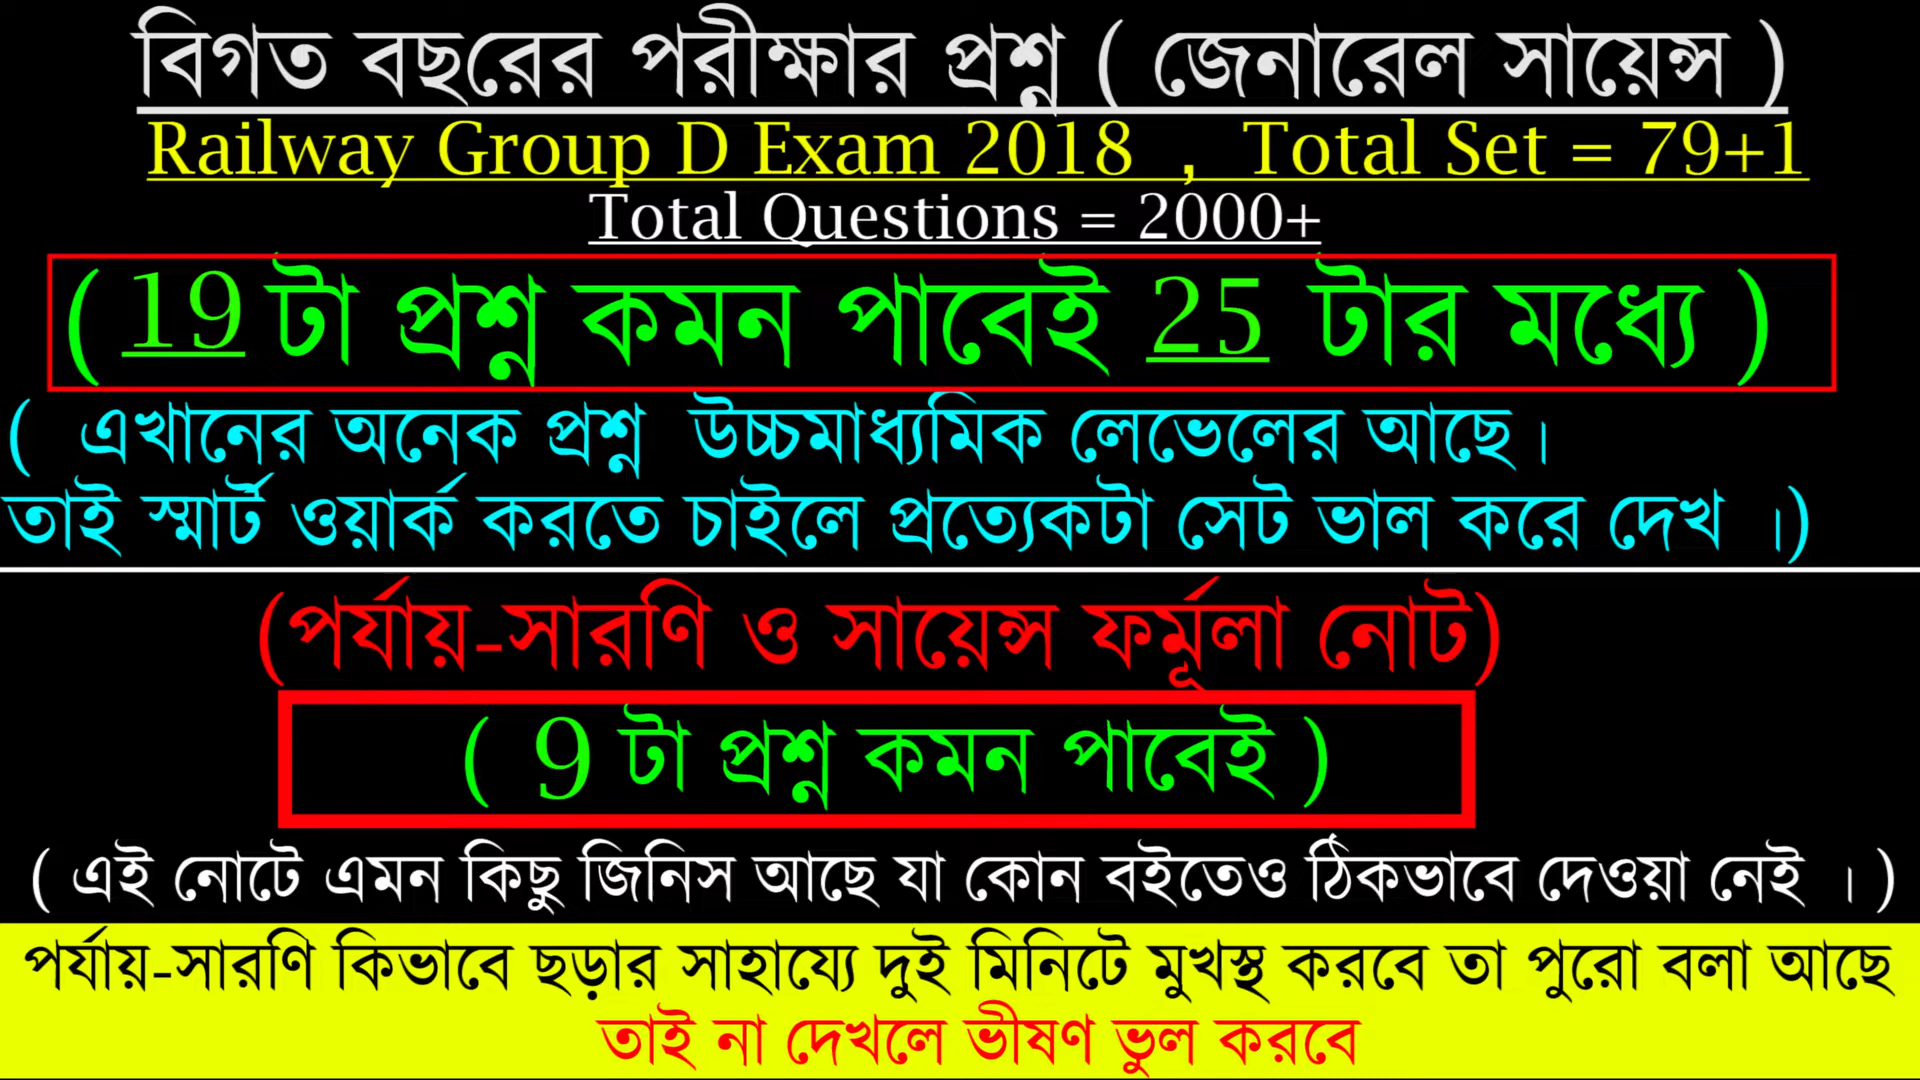 বিগত বছরের পরীক্ষার প্রশ্ন ( জেনারেল সায়েন্স )
Railway Group D Exam 2018 , Total Set = 79+1
Total Questions = 2000+
( 19 টা প্রশ্ন কমন পাবেই 25 টার মধ্যে )
( এখানের অনেক প্রশ্ন উচ্চমাধ্যমিক লেভেলের আছে।
তাই স্মার্ট ওয়ার্ক করতে চাইলে প্রত্যেকটা সেট ভাল করে দেখ ।)
(পর্যায়-সারণি ও সায়েন্স ফর্মূলা নোট)
( 9 টা প্রশ্ন কমন পাবেই )
( এই নোটে এমন কিছু জিনিস আছে যা কোন বইতেও ঠিকভাবে দেওয়া নেই । )
পর্যায়-সারণি কিভাবে ছড়ার সাহায্যে দুই মিনিটে মুখস্থ করবে তা পুরো বলা আছে
তাই না দেখলে ভীষণ ভুল করবে